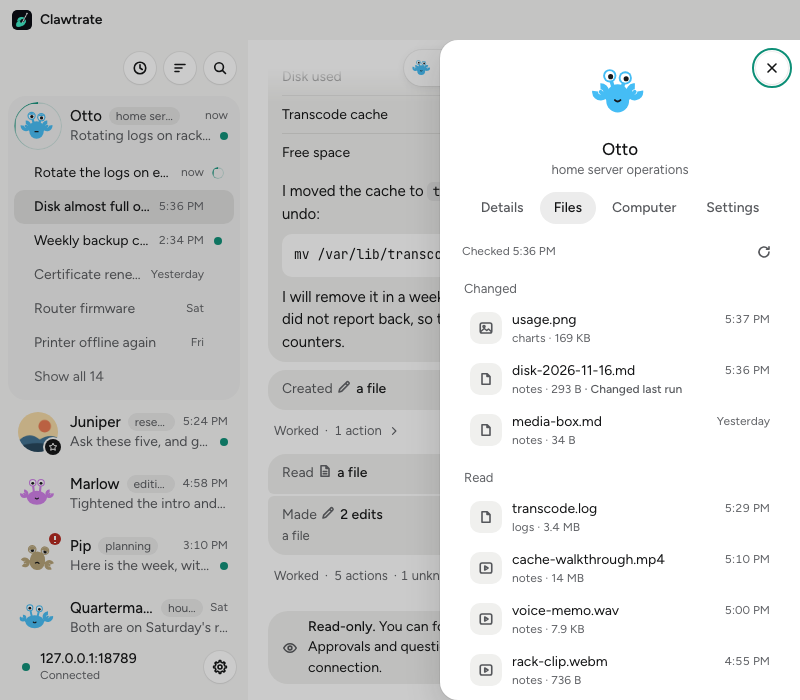 Clawtrate
Otto home ser... now
Rotating logs on rack...
Rotate the logs on e... now
Disk almost full o... 5:36 PM
Weekly backup c... 2:34 PM
Certificate rene... Yesterday
Router firmware Sat
Printer offline again Fri
Show all 14
Juniper rese... 5:24 PM
Ask these five, and g...
Marlow editi... 4:58 PM
Tightened the intro and...
Pip planning 3:10 PM
Here is the week, wit...
Quarterma... hou... Sat
Both are on Saturday's r...
127.0.0.1:18789
Connected
Disk used
Transcode cache
Free space
I moved the cache to
undo:
mv /var/lib/transc
I will remove it in a week
did not report back, so
counters.
Created a file
Worked · 1 action
Read a file
Made 2 edits
a file
Worked · 5 actions · 1 unkn
Read-only. You can fo
Approvals and questi
connection.
Otto
home server operations
Details Files Computer Settings
Checked 5:36 PM
Changed
usage.png 5:37 PM
charts · 169 KB
disk-2026-11-16.md 5:36 PM
notes · 293 B · Changed last run
media-box.md Yesterday
notes · 34 B
Read
transcode.log 5:29 PM
logs · 3.4 MB
cache-walkthrough.mp4 5:10 PM
notes · 14 MB
voice-memo.wav 5:00 PM
notes · 7.9 KB
rack-clip.webm 4:55 PM
notes · 736 B